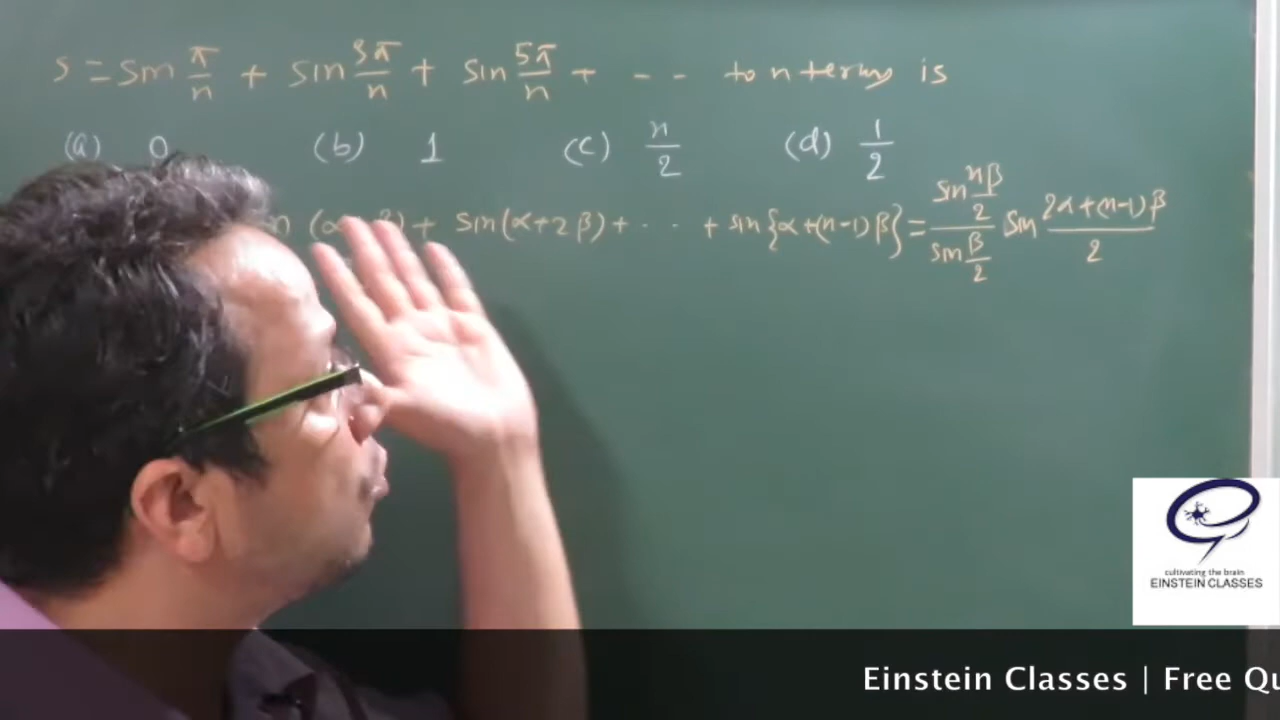 S = sin π/n + sin 3π/n + sin 5π/n + - - to n terms is
(a) 0 (b) 1 (c) n/2 (d) 1/2
β) + sin(α+2β) + · · · + sin{α+(n-1)β} = (sin nβ/2)/(sin β/2) sin (2α+(n-1)β)/2
cultivating the brain
EINSTEIN CLASSES
Einstein Classes | Free